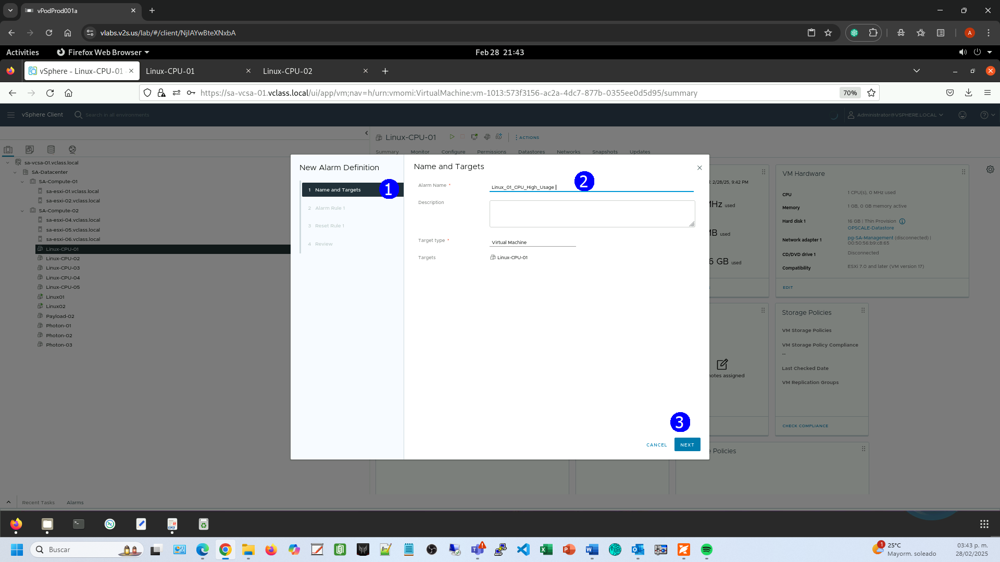 vPodProd001a
vlabs.v2s.us/lab/#/client/NjIAYwBteXNxbA
A
Activities
Firefox Web Browser
Feb 28 21:43
vSphere - Linux-CPU-01
Linux-CPU-01
Linux-CPU-02
https://sa-vcsa-01.vclass.local/ui/app/vm;nav=h/urn:vmomi:VirtualMachine:vm-1013:573f3156-ac2a-4dc7-877b-0355ee0d5d95/summary
70%
vSphere Client
Search in all environments
Administrator@VSPHERE.LOCAL
Linux-CPU-01
ACTIONS
Summary
Monitor
Configure
Permissions
Datastores
Networks
Snapshots
Updates
sa-vcsa-01.vclass.local
SA-Datacenter
SA-Compute-01
sa-esxi-01.vclass.local
sa-esxi-02.vclass.local
SA-Compute-02
sa-esxi-04.vclass.local
sa-esxi-05.vclass.local
sa-esxi-06.vclass.local
Linux-CPU-01
Linux-CPU-02
Linux-CPU-03
Linux-CPU-04
Linux-CPU-05
Linux01
Linux02
Payload-02
Photon-01
Photon-02
Photon-03
New Alarm Definition
1 Name and Targets
1
2 Alarm Rule 1
3 Reset Rule 1
4 Review
Name and Targets
Alarm Name *
Linux_01_CPU_High_Usage
2
Description
Target type *
Virtual Machine
Targets
Linux-CPU-01
3
CANCEL
NEXT
: 2/28/25, 9:42 PM
Hz used
B used
6 GB used
notes assigned
VM Hardware
CPU
1 CPU(s), 0 MHz used
Memory
1 GB, 0 GB memory active
Hard disk 1
16 GB | Thin Provision
OPSCALE-Datastore
Network adapter 1
pg-SA-Management (disconnected) |
00:50:56:b9:c8:65
CD/DVD drive 1
Disconnected
Compatibility
ESXi 7.0 and later (VM version 17)
EDIT
Storage Policies
VM Storage Policies
VM Storage Policy Compliance
--
Last Checked Date
VM Replication Groups
CHECK COMPLIANCE
e Policies
Recent Tasks
Alarms
Buscar
1
25°C
Mayorm. soleado
03:43 p. m.
28/02/2025